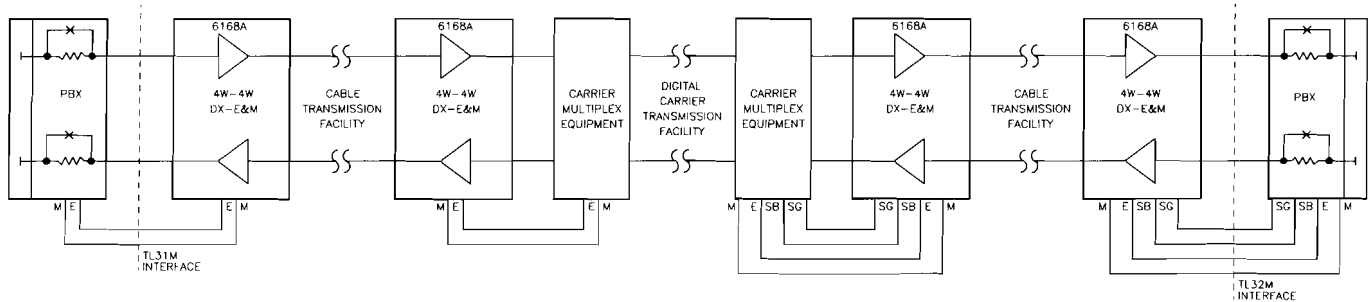 6168A
6168A
6168A
6168A
PBX
4W-4W
DX-E&M
CABLE
TRANSMISSION
FACILITY
4W-4W
DX-E&M
CARRIER
MULTIPLEX
EQUIPMENT
DIGITAL
CARRIER
TRANSMISSION
FACILITY
CARRIER
MULTIPLEX
EQUIPMENT
4W-4W
DX-E&M
CABLE
TRANSMISSION
FACILITY
4W-4W
DX-E&M
PBX
M E
E M
M E
E M
M E SB SG
SG SB E M
M E SB SG
SG SB E M
TL31M
INTERFACE
TL32M
INTERFACE